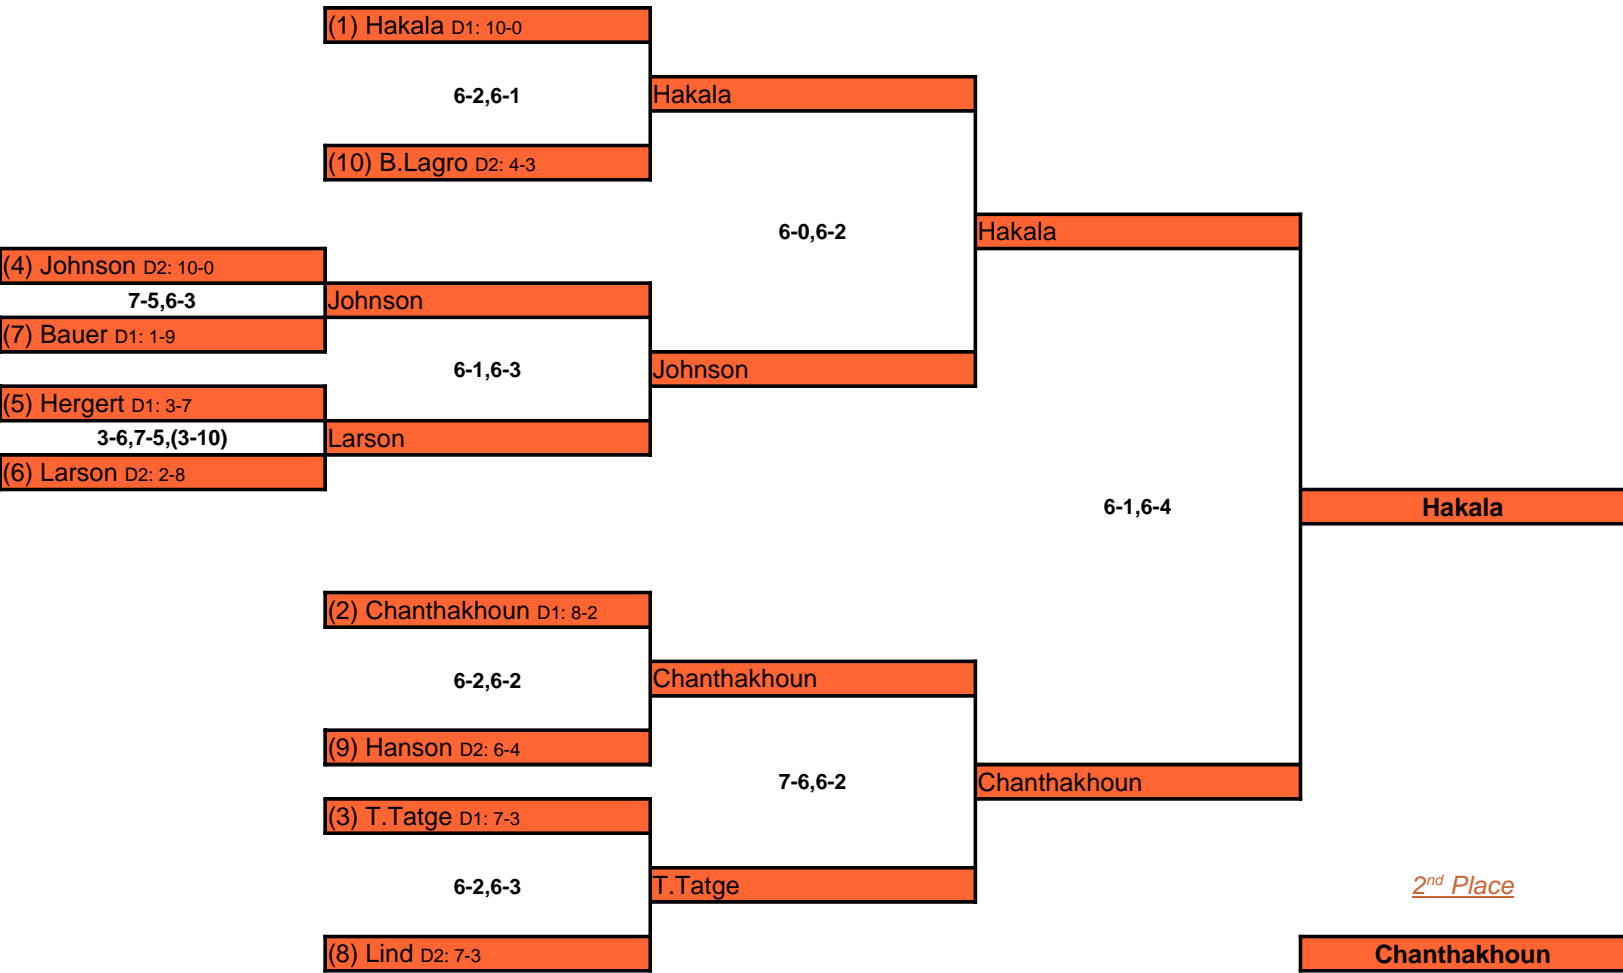 (1) Hakala D1: 10-0
6-2,6-1
Hakala
(10) B.Lagro D2: 4-3
6-0,6-2
Hakala
(4) Johnson D2: 10-0
7-5,6-3
Johnson
(7) Bauer D1: 1-9
6-1,6-3
Johnson
(5) Hergert D1: 3-7
3-6,7-5,(3-10)
Larson
(6) Larson D2: 2-8
6-1,6-4
Hakala
(2) Chanthakhoun D1: 8-2
6-2,6-2
Chanthakhoun
(9) Hanson D2: 6-4
7-6,6-2
Chanthakhoun
(3) T.Tatge D1: 7-3
6-2,6-3
T.Tatge
2nd Place
(8) Lind D2: 7-3
Chanthakhoun